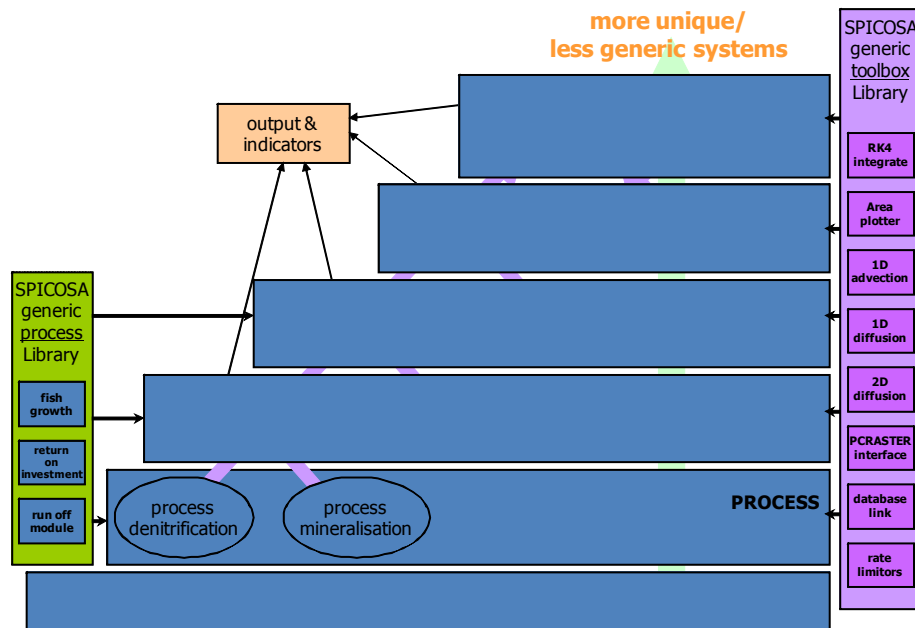 more unique/
less generic systems
SPICOSA
generic
toolbox
Library
output &
indicators
RK4
integrate
Area
plotter
1D
advection
1D
diffusion
2D
diffusion
PCRASTER
interface
database
link
rate
limitors
SPICOSA
generic
process
Library
fish
growth
return
on
investment
run off
module
process
denitrification
process
mineralisation
PROCESS